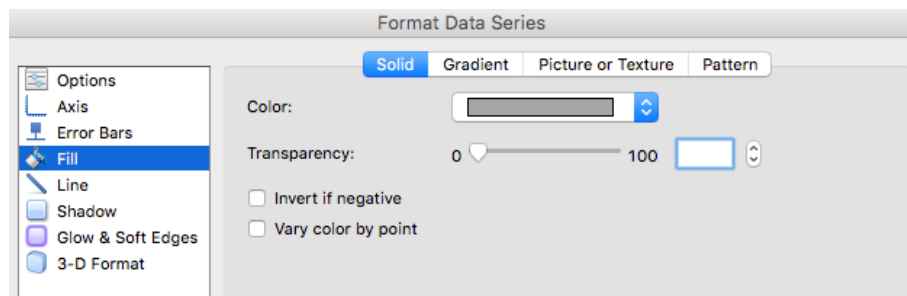 Format Data Series
Solid Gradient Picture or Texture Pattern
Options
Axis
Error Bars
Fill
Line
Shadow
Glow & Soft Edges
3-D Format
Color:
Transparency: 0 100
Invert if negative
Vary color by point